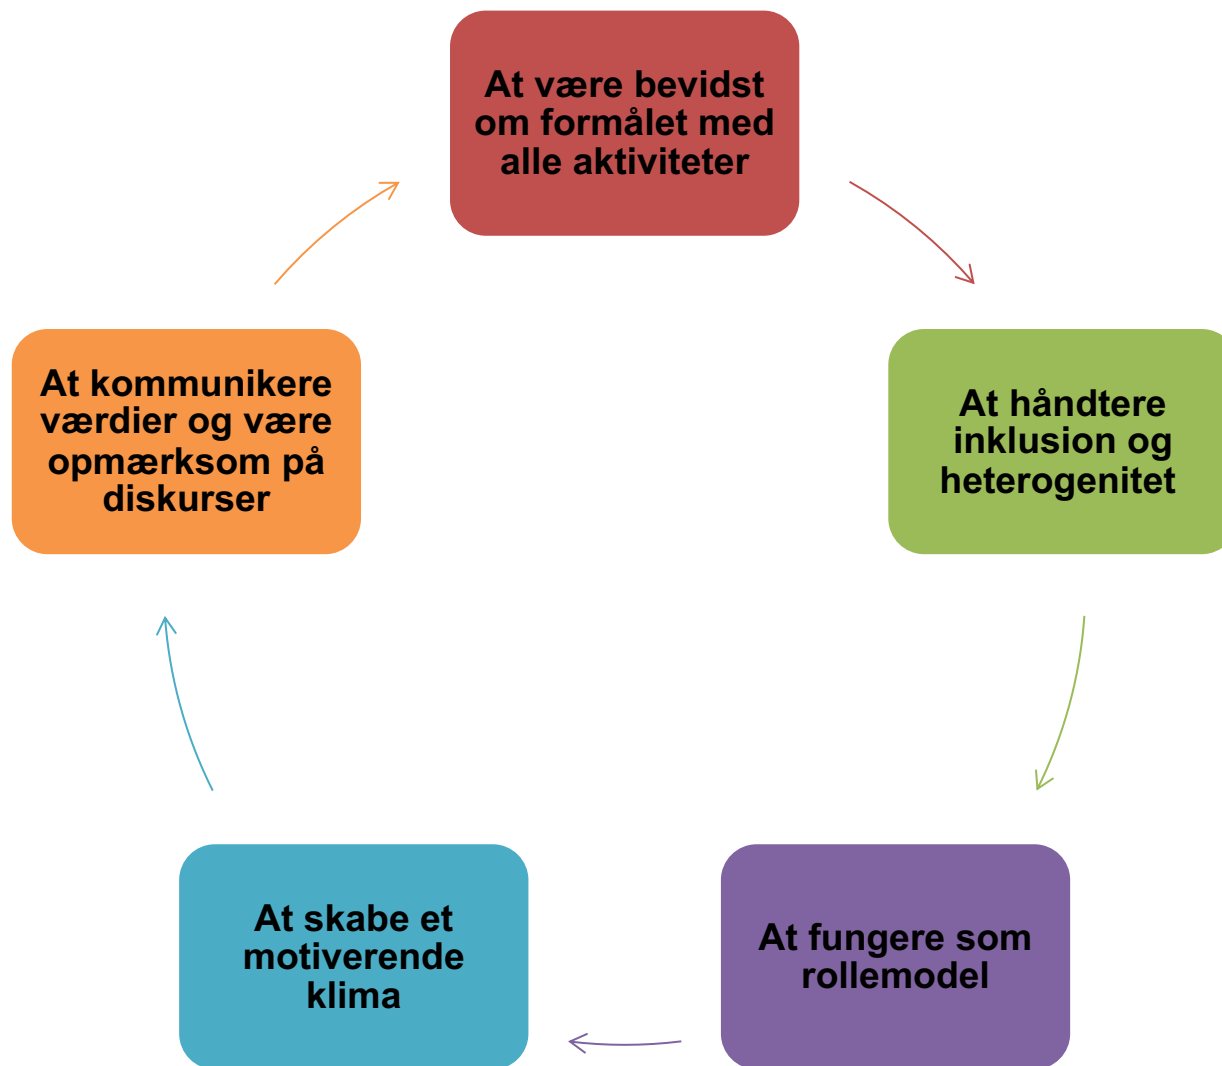 At være bevidst
om formålet med
alle aktiviteter
At håndtere
inklusion og
heterogenitet
At fungere som
rollemodel
At skabe et
motiverende
klima
At kommunikere
værdier og være
opmærksom på
diskurser